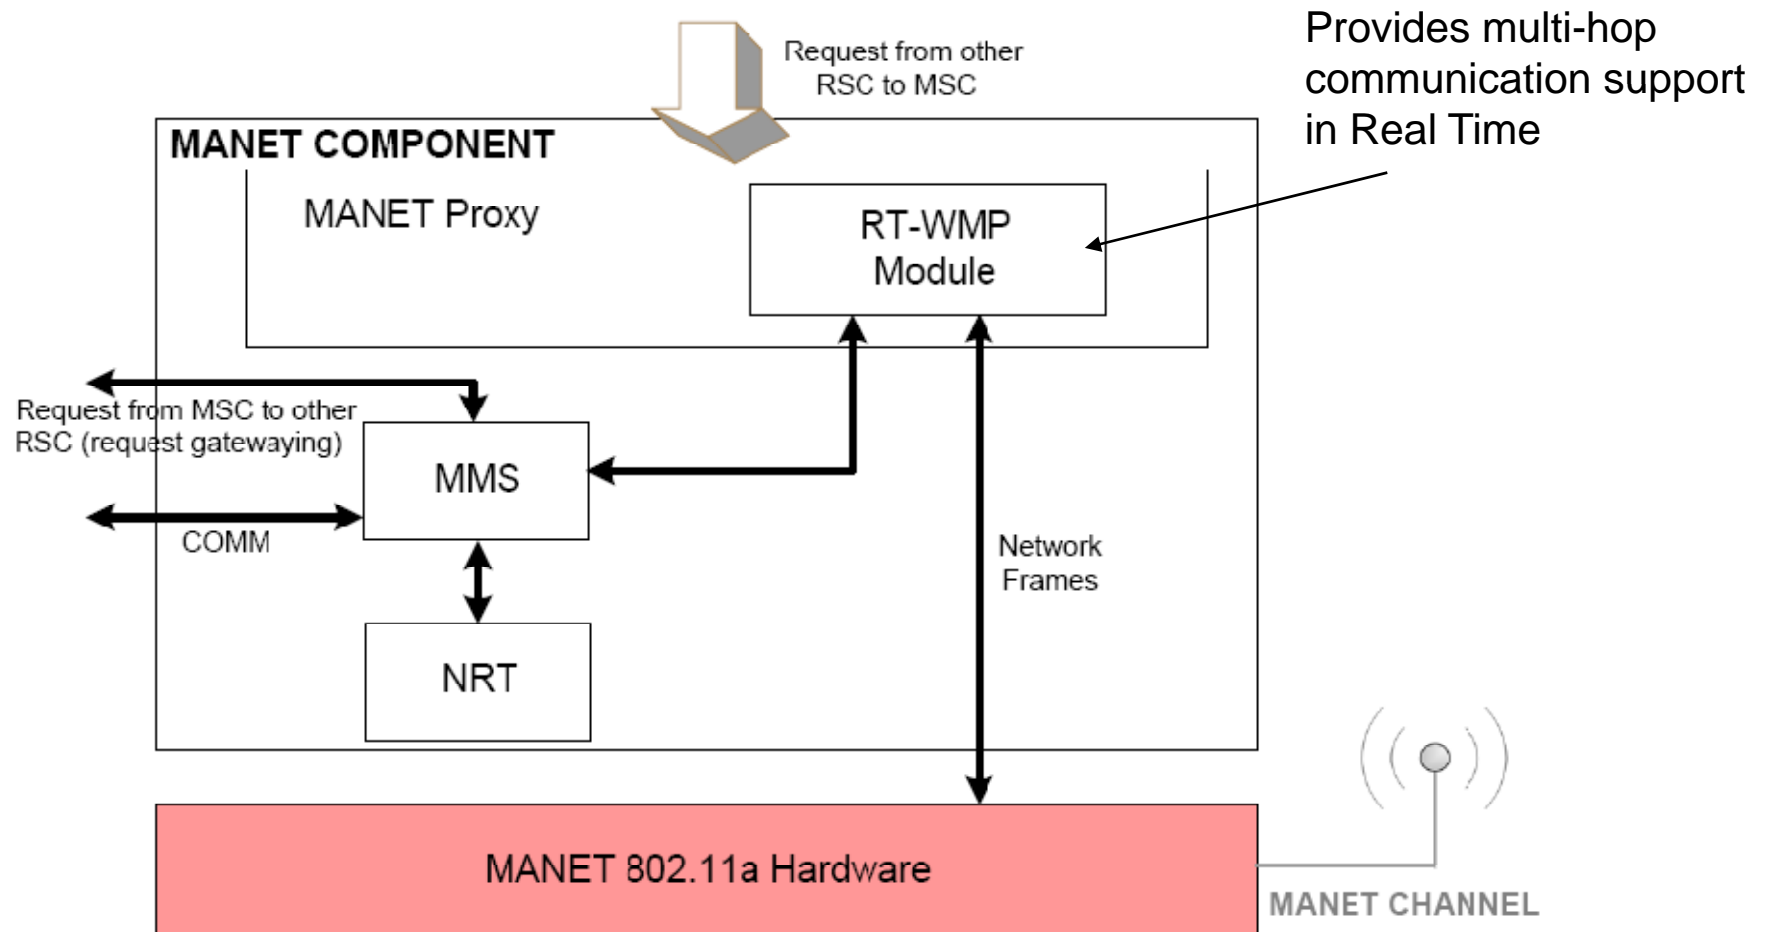 Provides multi-hop
communication support
in Real Time
Request from other
RSC to MSC
MANET COMPONENT
MANET Proxy
RT-WMP
Module
Request from MSC to other
RSC (request gatewaying)
MMS
COMM
Network
Frames
NRT
MANET 802.11a Hardware
MANET CHANNEL